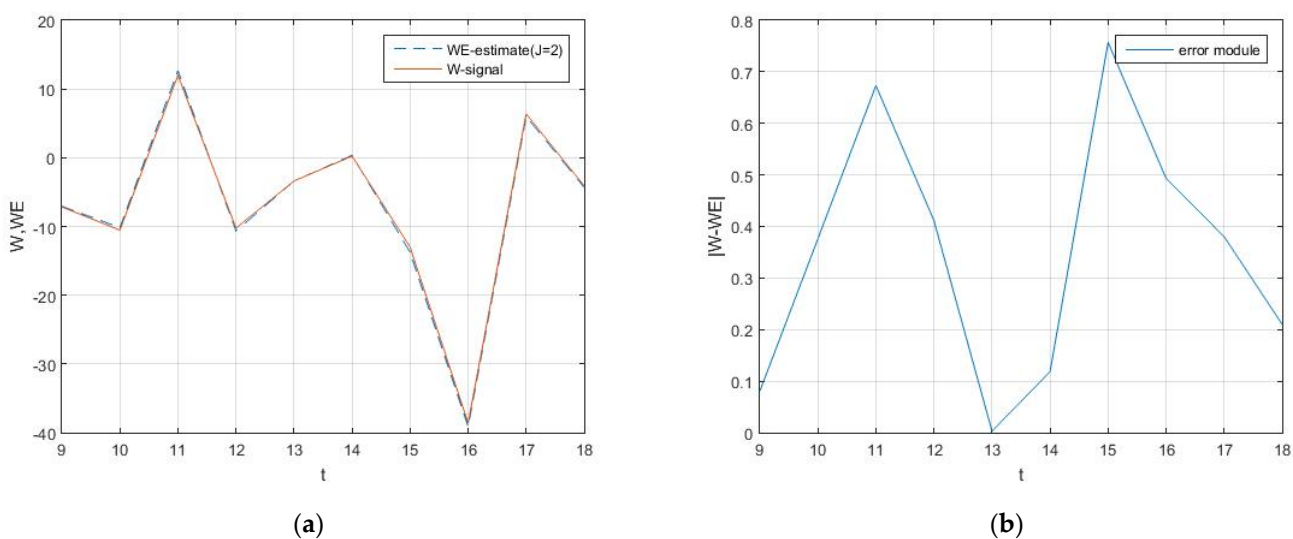 20
10
0
-10
-20
-30
-40
W,WE
9 10 11 12 13 14 15 16 17 18
t
WE-estimate(J=2)
W-signal
(a)
0.8
0.7
0.6
0.5
0.4
0.3
0.2
0.1
0
|W-WE|
9 10 11 12 13 14 15 16 17 18
t
error module
(b)